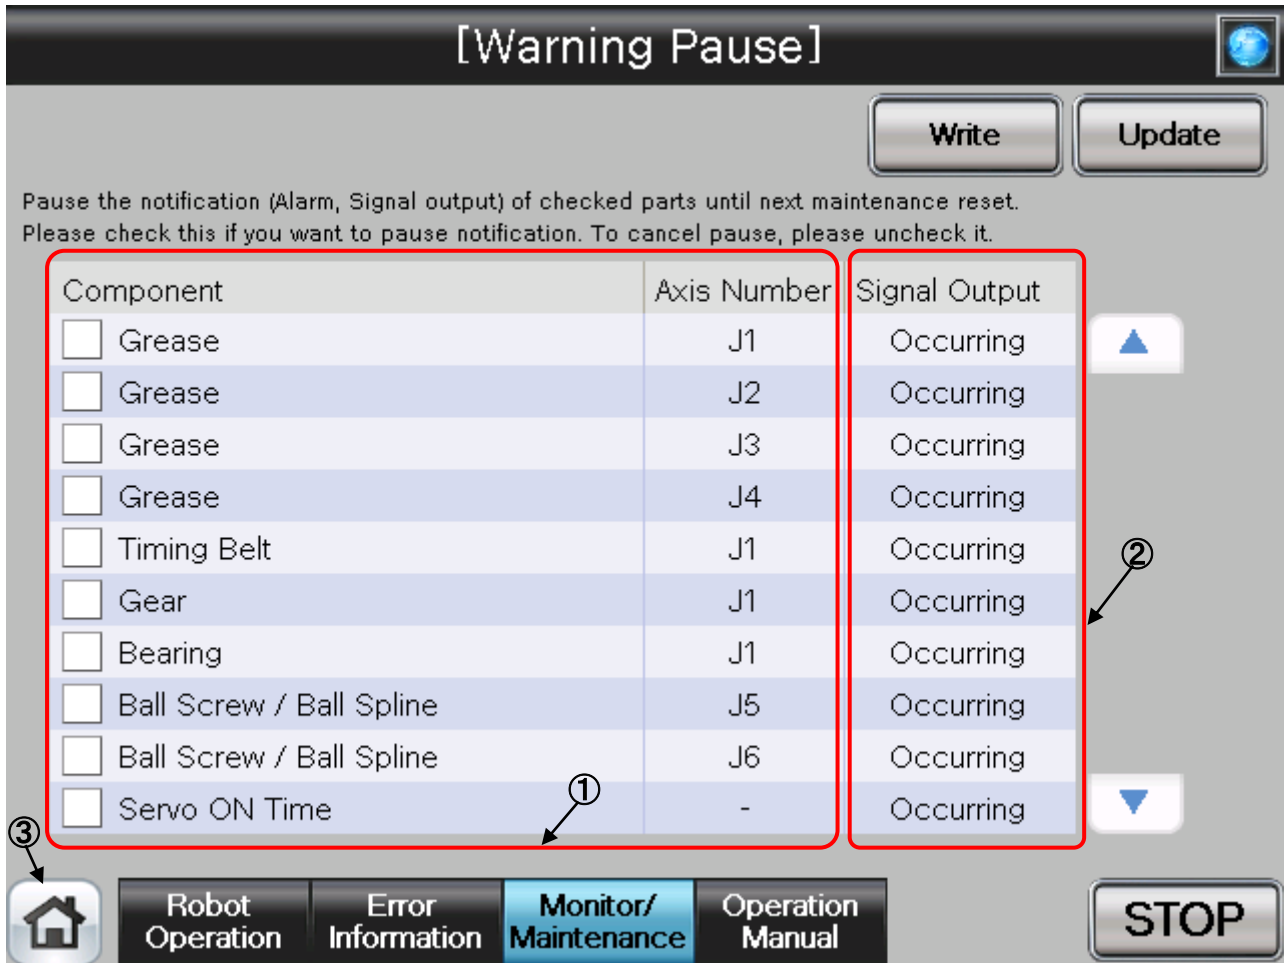 [Warning Pause]
Write Update
Pause the notification (Alarm, Signal output) of checked parts until next maintenance reset.
Please check this if you want to pause notification. To cancel pause, please uncheck it.
Component Axis Number Signal Output
Grease J1 Occurring
Grease J2 Occurring
Grease J3 Occurring
Grease J4 Occurring
Timing Belt J1 Occurring
②
Gear J1 Occurring
Bearing J1 Occurring
Ball Screw / Ball Spline J5 Occurring
Ball Screw / Ball Spline J6 Occurring
①
Servo ON Time - Occurring
③
Robot Operation
Error Information
Monitor/ Maintenance
Operation Manual
STOP